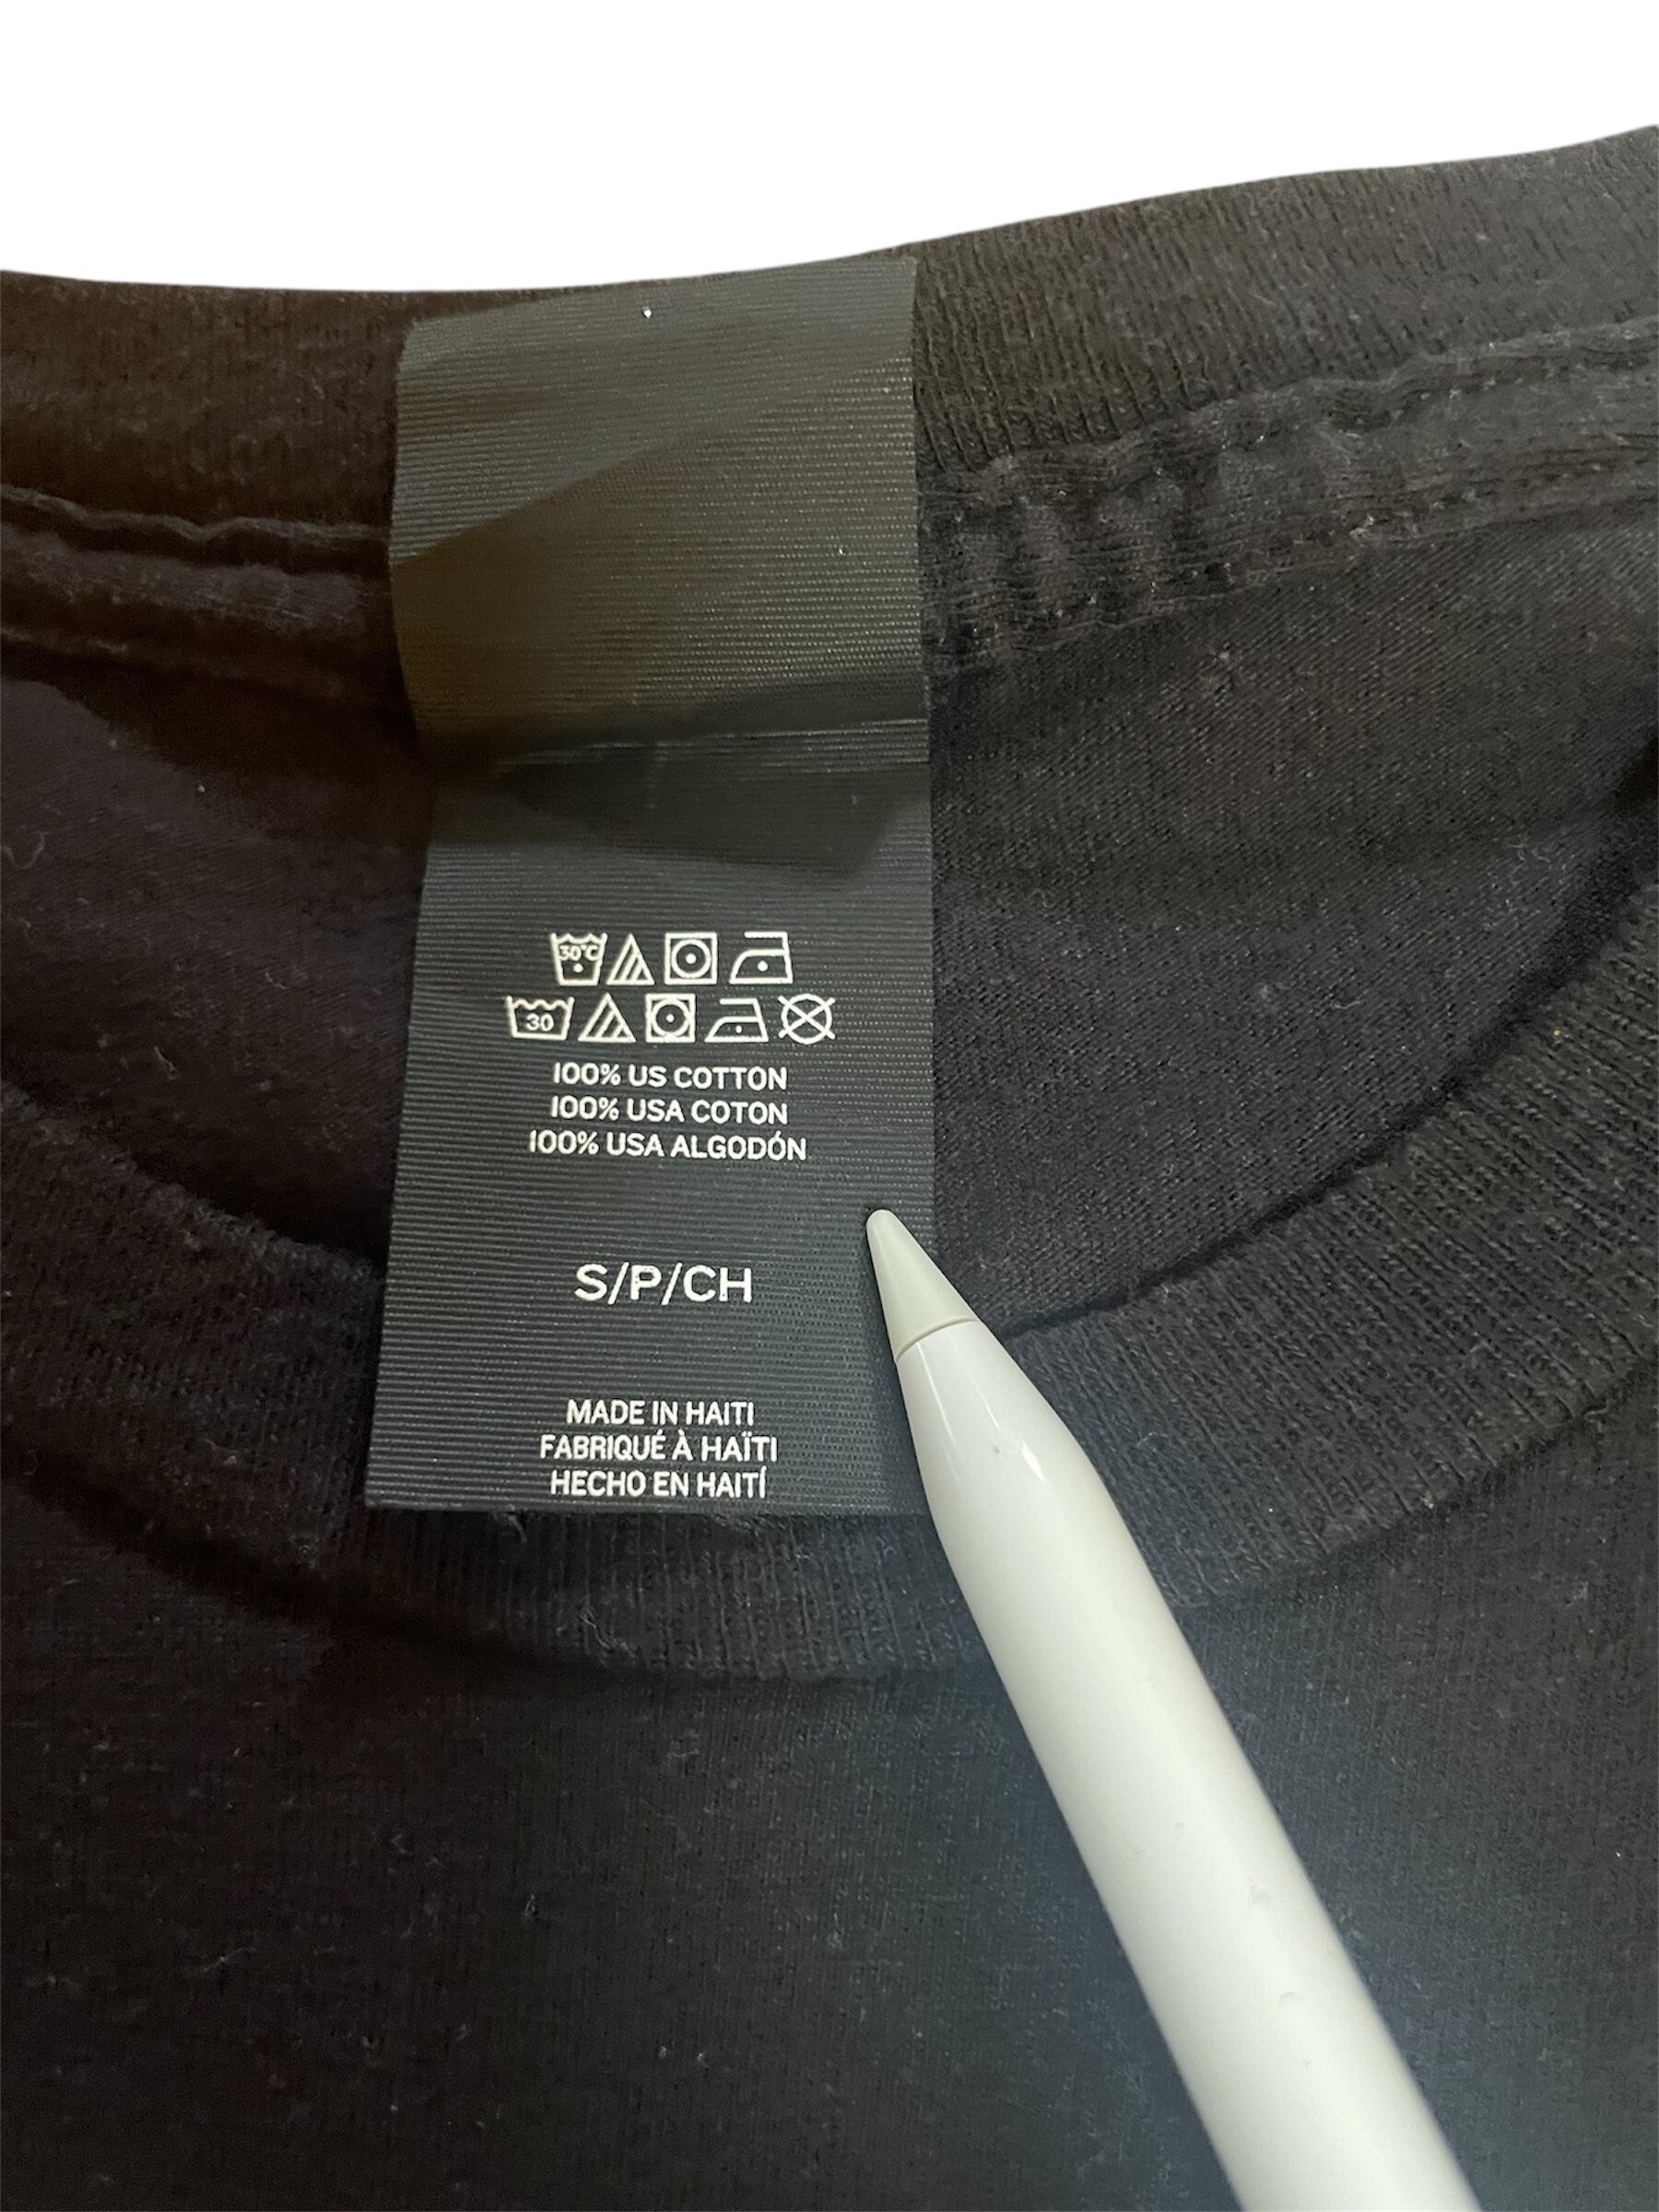 30°C
30
100% US COTTON
100% USA COTON
100% USA ALGODÓN
S/P/CH
MADE IN HAITI
FABRIQUÉ À HAÏTI
HECHO EN HAITÍ